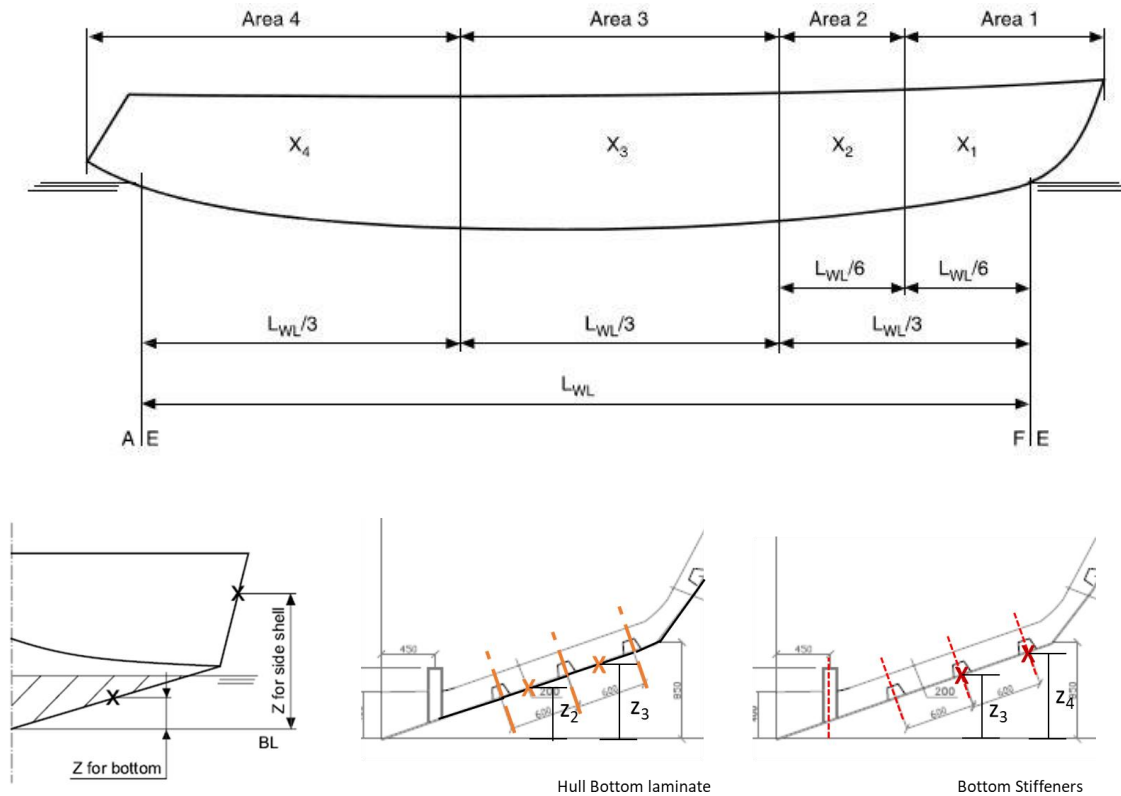 Area 4 Area 3 Area 2 Area 1
X4 X3 X2 X1
LWL/6 LWL/6
LWL/3 LWL/3 LWL/3
LWL
A E F E
Z for side shell
BL
Z for bottom
450
200
600
600
850
Z2
Z3
Hull Bottom laminate
450
200
600
600
Z3
Z4
Bottom Stiffeners